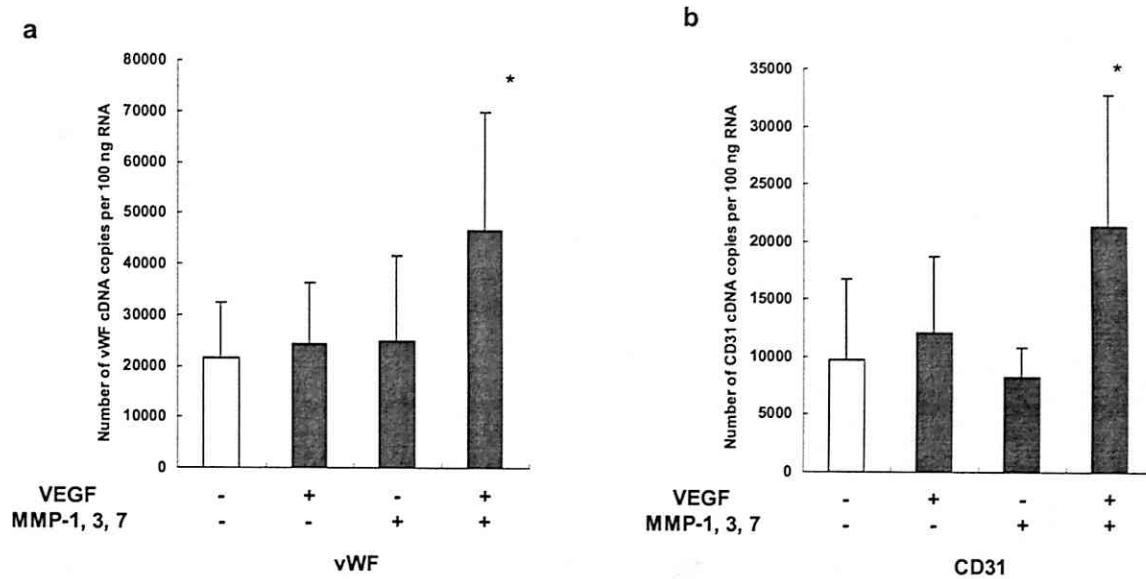 a
Number of vWF cDNA copies per 100 ng RNA
80000
70000
60000
50000
40000
30000
20000
10000
0
*
VEGF - + - +
MMP-1, 3, 7 - - + +
vWF
b
Number of CD31 cDNA copies per 100 ng RNA
35000
30000
25000
20000
15000
10000
5000
0
*
VEGF - + - +
MMP-1, 3, 7 - - + +
CD31